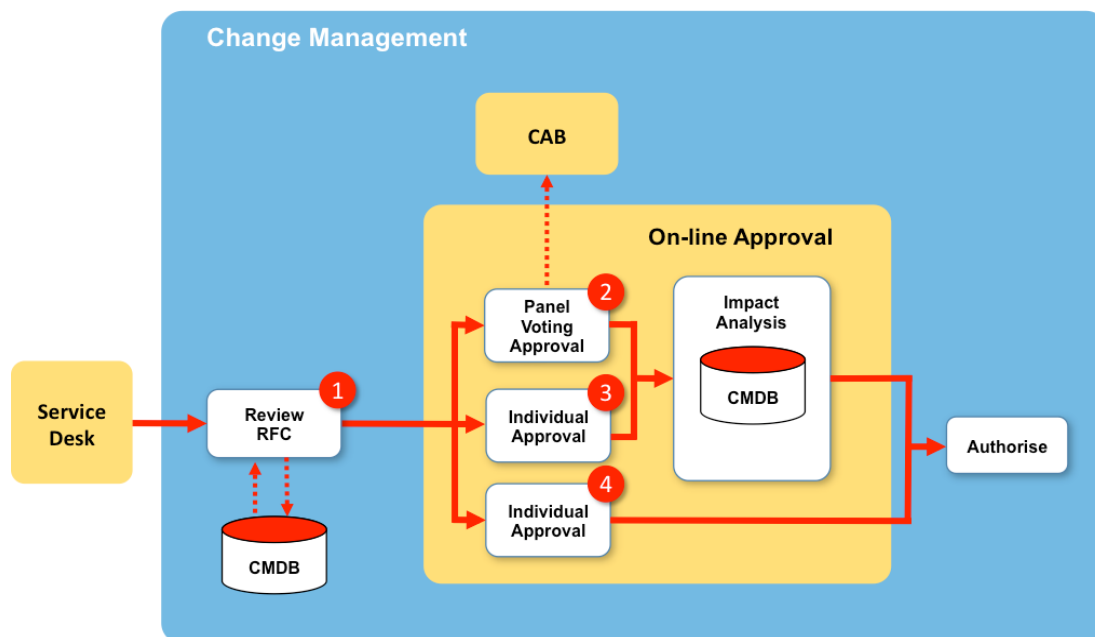 Change Management
CAB
On-line Approval
2
Panel
Voting
Approval
Impact
Analysis
CMDB
Service
Desk
1
Review
RFC
3
Individual
Approval
Authorise
4
Individual
Approval
CMDB